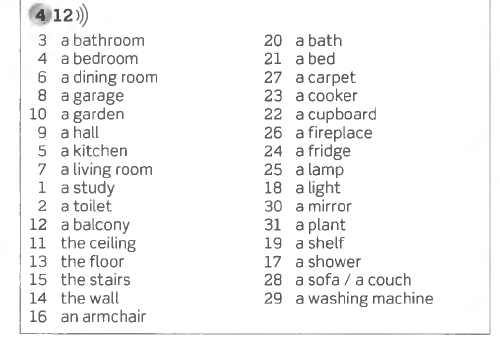 4 12))
3 a bathroom
4 a bedroom
6 a dining room
8 a garage
10 a garden
9 a hall
5 a kitchen
7 a living room
1 a study
2 a toilet
12 a balcony
11 the ceiling
13 the floor
15 the stairs
14 the wall
16 an armchair
20 a bath
21 a bed
27 a carpet
23 a cooker
22 a cupboard
26 a fireplace
24 a fridge
25 a lamp
18 a light
30 a mirror
31 a plant
19 a shelf
17 a shower
28 a sofa / a couch
29 a washing machine